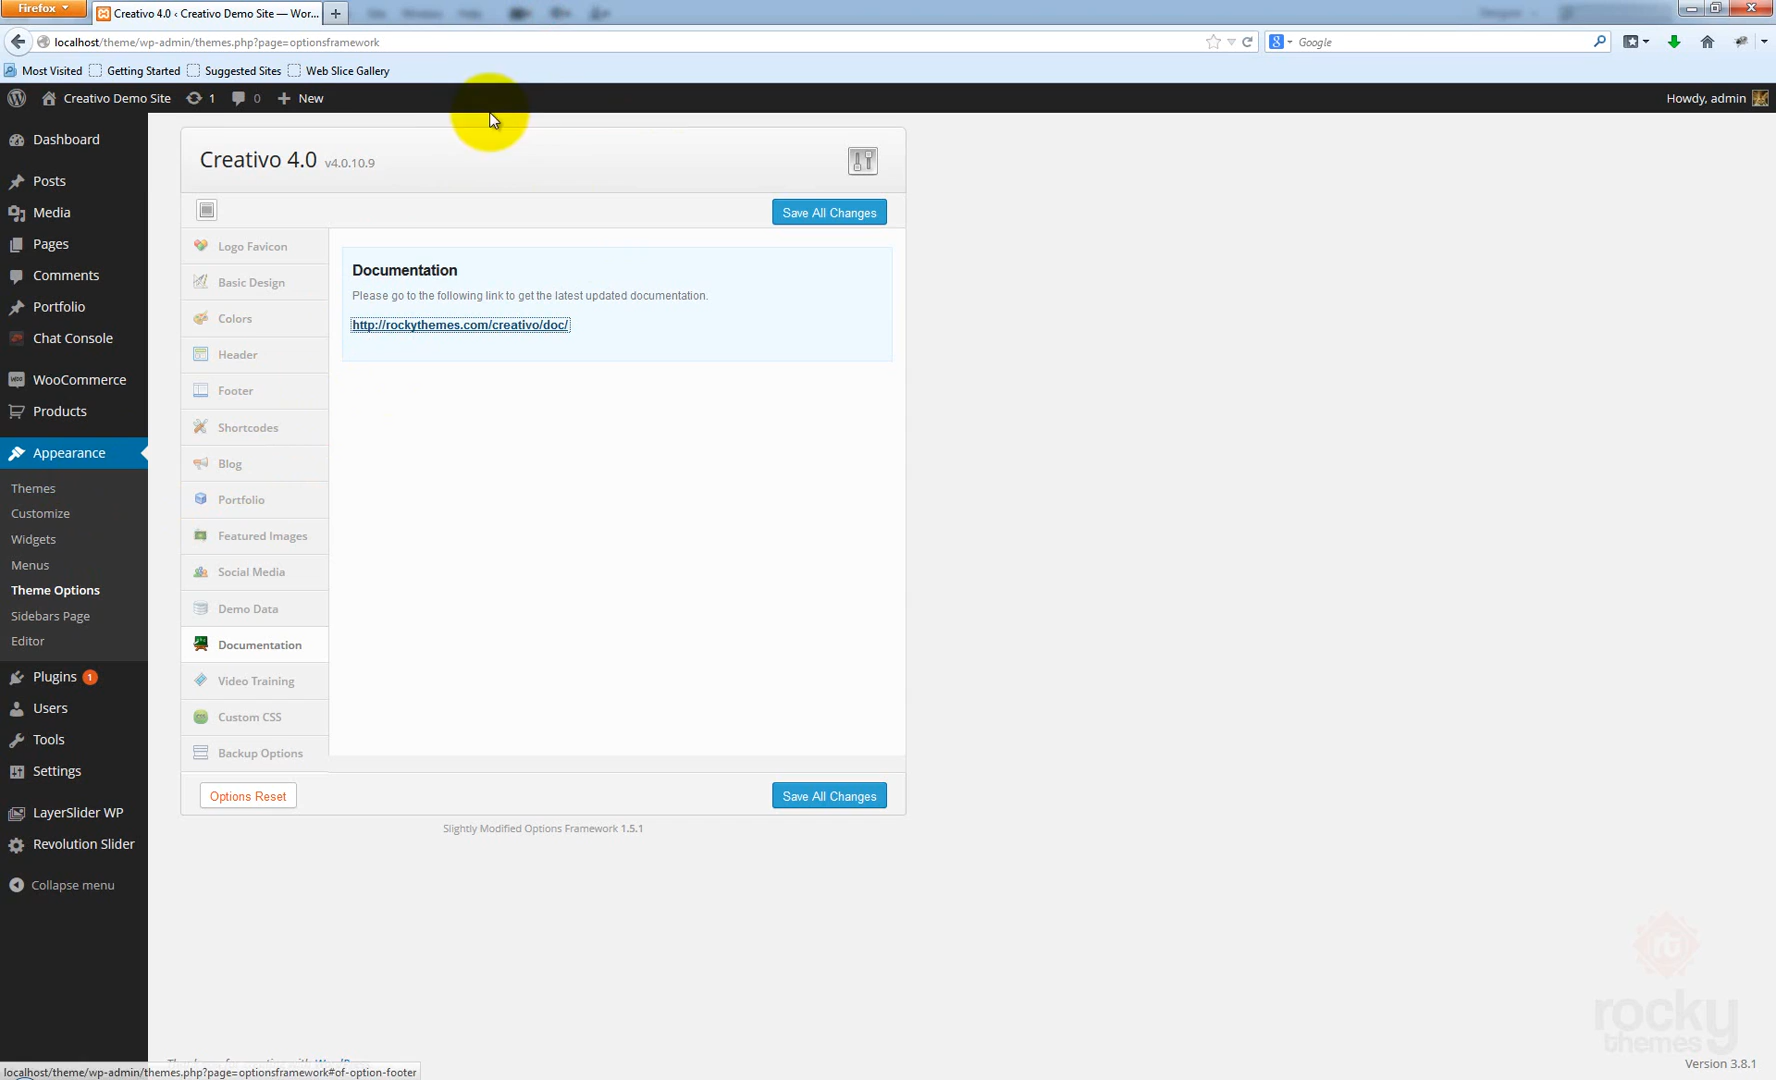 Firefox
Creativo 4.0 ‹ Creativo Demo Site — Wor...
localhost/theme/wp-admin/themes.php?page=optionsframework
Google
Most Visited
Getting Started
Suggested Sites
Web Slice Gallery
Creativo Demo Site
1
0
New
Howdy, admin
Dashboard
Posts
Media
Pages
Comments
Portfolio
Chat Console
WooCommerce
Products
Appearance
Themes
Customize
Widgets
Menus
Theme Options
Sidebars Page
Editor
Plugins 1
Users
Tools
Settings
LayerSlider WP
Revolution Slider
Collapse menu
Creativo 4.0 v4.0.10.9
Save All Changes
Logo Favicon
Basic Design
Colors
Header
Footer
Shortcodes
Blog
Portfolio
Featured Images
Social Media
Demo Data
Documentation
Video Training
Custom CSS
Backup Options
Documentation
Please go to the following link to get the latest updated documentation.
http://rockythemes.com/creativo/doc/
Options Reset
Save All Changes
Slightly Modified Options Framework 1.5.1
rocky
themes
Version 3.8.1
localhost/theme/wp-admin/themes.php?page=optionsframework#of-option-footer